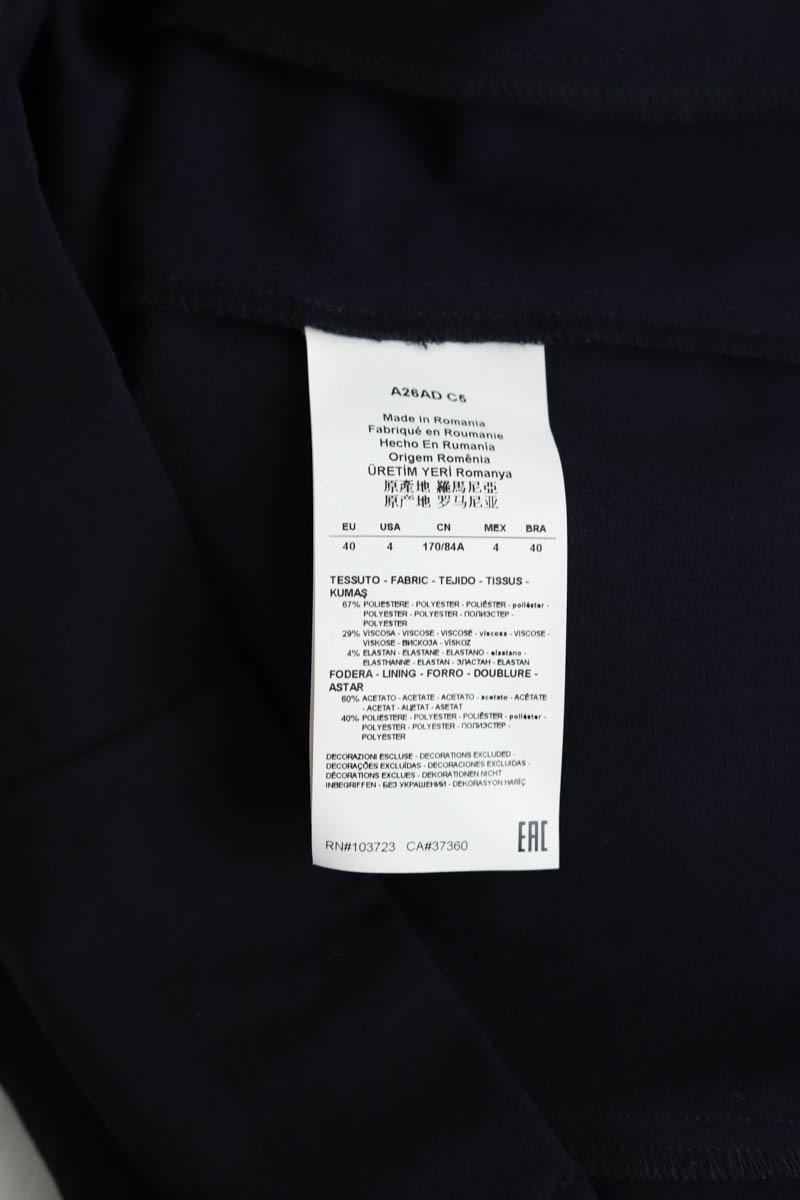 A26AD C5
Made in Romania
Fabriqué en Roumanie
Hecho En Rumania
Origem Romênia
ÜRETİM YERİ Romanya
原產地 羅馬尼亞
原产地 罗马尼亚
EU USA CN MEX BRA
40 4 170/84A 4 40
TESSUTO - FABRIC - TEJIDO - TISSUS -
KUMAŞ
67% POLIESTERE - POLYESTER - POLIÉSTER - poliéster -
POLYESTER - POLYESTER - ПОЛИЭСТЕР -
POLYESTER
29% VISCOSA - VISCOSE - VISCOSE - viscosa - VISCOSE -
VISKOSE - ВИСКОЗА - VİSKOZ
4% ELASTAN - ELASTANE - ELASTANO - elastano -
ELASTHANNE - ELASTAN - ЭЛАСТАН - ELASTAN
FODERA - LINING - FORRO - DOUBLURE -
ASTAR
60% ACETATO - ACETATE - ACETATO - acetato - ACÉTATE
- ACETAT - АЦЕТАТ - ASETAT
40% POLIESTERE - POLYESTER - POLIÉSTER - poliéster -
POLYESTER - POLYESTER - ПОЛИЭСТЕР -
POLYESTER
DECORAZIONI ESCLUSE - DECORATIONS EXCLUDED -
DECORAÇÕES EXCLUÍDAS - DECORACIONES EXCLUIDAS -
DÉCORATIONS EXCLUES - DEKORATIONEN NICHT
INBEGRIFFEN - БЕЗ УКРАШЕНИЙ - DEKORASYON HARİÇ
RN#103723 CA#37360 EAC